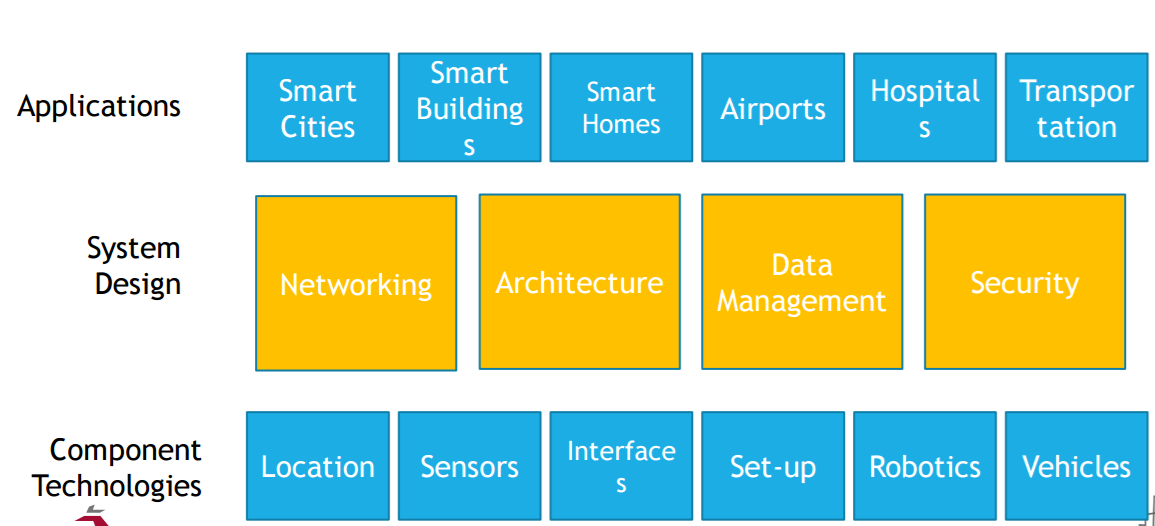 Applications
Smart
Cities
Smart
Building
s
Smart
Homes
Airports
Hospital
s
Transpor
tation
System
Design
Networking
Architecture
Data
Management
Security
Component
Technologies
Location
Sensors
Interface
s
Set-up
Robotics
Vehicles